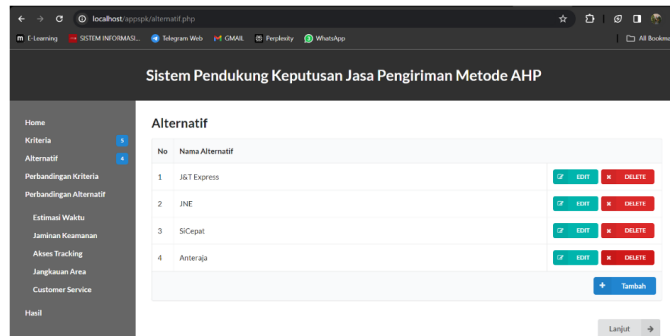 localhost/appspk/alternatif.php
E-Learning SISTEM INFORMASI... Telegram Web GMAIL Perplexity WhatsApp All Bookma
Sistem Pendukung Keputusan Jasa Pengiriman Metode AHP
Home
Kriteria 5
Alternatif 4
Perbandingan Kriteria
Perbandingan Alternatif
Estimasi Waktu
Jaminan Keamanan
Akses Tracking
Jangkauan Area
Customer Service
Hasil
Alternatif
No Nama Alternatif
1 J&T Express EDIT DELETE
2 JNE EDIT DELETE
3 SiCepat EDIT DELETE
4 Anteraja EDIT DELETE
+ Tambah
Lanjut →